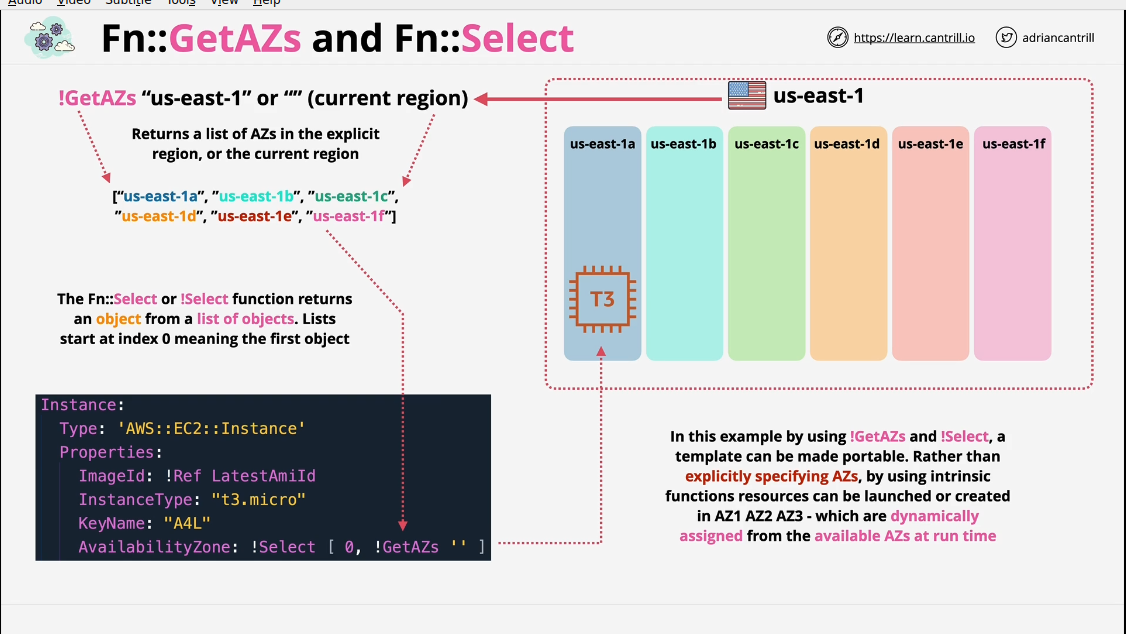 Audio Video Subtitle Tools View Help
Fn::GetAZs and Fn::Select
https://learn.cantrill.io
adriancantrill
!GetAZs “us-east-1” or “” (current region)
Returns a list of AZs in the explicit
region, or the current region
[“us-east-1a”, ”us-east-1b”, ”us-east-1c”,
”us-east-1d”, ”us-east-1e”, ”us-east-1f”]
The Fn::Select or !Select function returns
an object from a list of objects. Lists
start at index 0 meaning the first object
Instance:
Type: 'AWS::EC2::Instance'
Properties:
ImageId: !Ref LatestAmiId
InstanceType: "t3.micro"
KeyName: "A4L"
AvailabilityZone: !Select [ 0, !GetAZs '' ]
us-east-1
us-east-1a us-east-1b us-east-1c us-east-1d us-east-1e us-east-1f
T3
In this example by using !GetAZs and !Select, a
template can be made portable. Rather than
explicitly specifying AZs, by using intrinsic
functions resources can be launched or created
in AZ1 AZ2 AZ3 - which are dynamically
assigned from the available AZs at run time